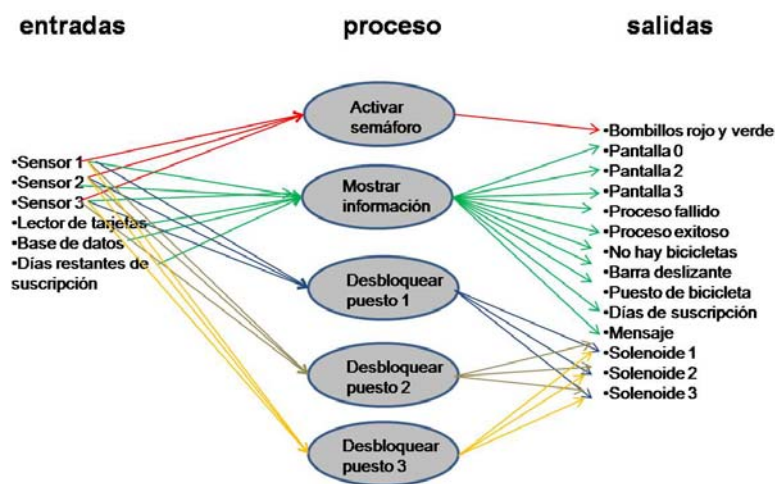 entradas
proceso
salidas
Activar
semáforo
Mostrar
información
Desbloquear
puesto 1
Desbloquear
puesto 2
Desbloquear
puesto 3
•Sensor 1
•Sensor 2
•Sensor 3
•Lector de tarjetas
•Base de datos
•Días restantes de
suscripción
•Bombillos rojo y verde
•Pantalla 0
•Pantalla 2
•Pantalla 3
•Proceso fallido
•Proceso exitoso
•No hay bicicletas
•Barra deslizante
•Puesto de bicicleta
•Días de suscripción
•Mensaje
•Solenoide 1
•Solenoide 2
•Solenoide 3